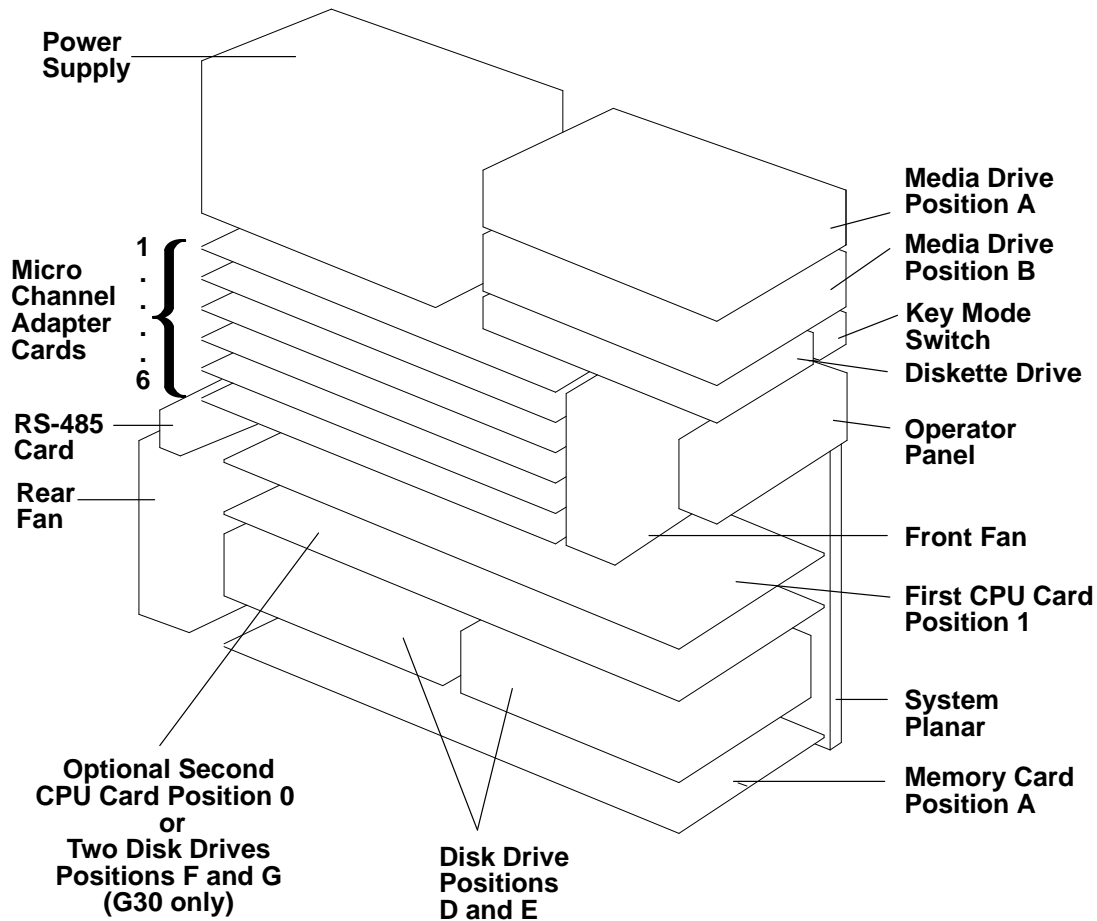 Power
Supply
Media Drive
Position A
Media Drive
Position B
Key Mode
Switch
Diskette Drive
Operator
Panel
Front Fan
First CPU Card
Position 1
System
Planar
Memory Card
Position A
Micro
Channel
Adapter
Cards
1
.
.
.
.
6
RS-485
Card
Rear
Fan
Optional Second
CPU Card Position 0
or
Two Disk Drives
Positions F and G
(G30 only)
Disk Drive
Positions
D and E